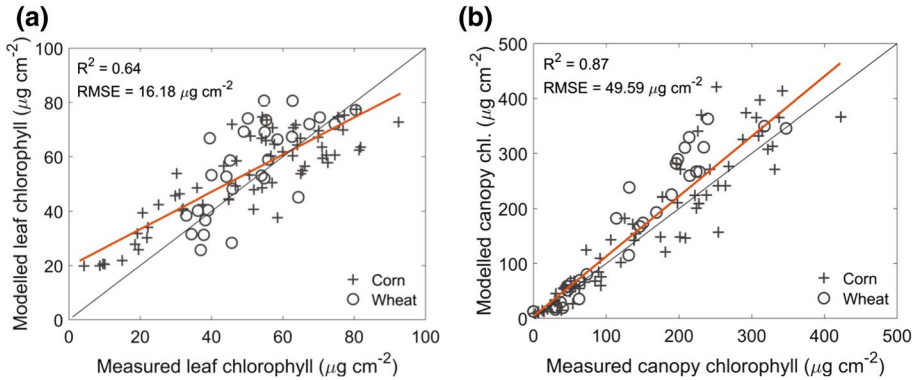 (a)
R² = 0.64
RMSE = 16.18 μg cm⁻²
Modelled leaf chlorophyll (μg cm⁻²)
100
80
60
40
20
0
Corn
Wheat
0 20 40 60 80 100
Measured leaf chlorophyll (μg cm⁻²)
(b)
R² = 0.87
RMSE = 49.59 μg cm⁻²
Modelled canopy chl. (μg cm⁻²)
500
400
300
200
100
0
Corn
Wheat
0 100 200 300 400 500
Measured canopy chlorophyll (μg cm⁻²)